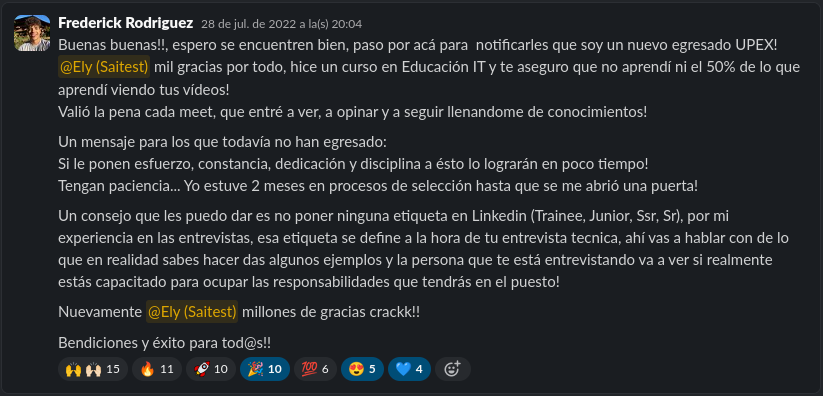 Frederick Rodriguez 28 de jul. de 2022 a la(s) 20:04
Buenas buenas!!, espero se encuentren bien, paso por acá para notificarles que soy un nuevo egresado UPEX!
@Ely (Saitest) mil gracias por todo, hice un curso en Educación IT y te aseguro que no aprendí ni el 50% de lo que
aprendí viendo tus vídeos!
Valió la pena cada meet, que entré a ver, a opinar y a seguir llenandome de conocimientos!
Un mensaje para los que todavía no han egresado:
Si le ponen esfuerzo, constancia, dedicación y disciplina a ésto lo lograrán en poco tiempo!
Tengan paciencia... Yo estuve 2 meses en procesos de selección hasta que se me abrió una puerta!
Un consejo que les puedo dar es no poner ninguna etiqueta en Linkedin (Trainee, Junior, Ssr, Sr), por mi
experiencia en las entrevistas, esa etiqueta se define a la hora de tu entrevista tecnica, ahí vas a hablar con de lo
que en realidad sabes hacer das algunos ejemplos y la persona que te está entrevistando va a ver si realmente
estás capacitado para ocupar las responsabilidades que tendrás en el puesto!
Nuevamente @Ely (Saitest) millones de gracias crackk!!
Bendiciones y éxito para tod@s!!
🙌🙌🏻 15 🔥 11 🚀 10 🎉 10 💯 6 😍 5 💙 4